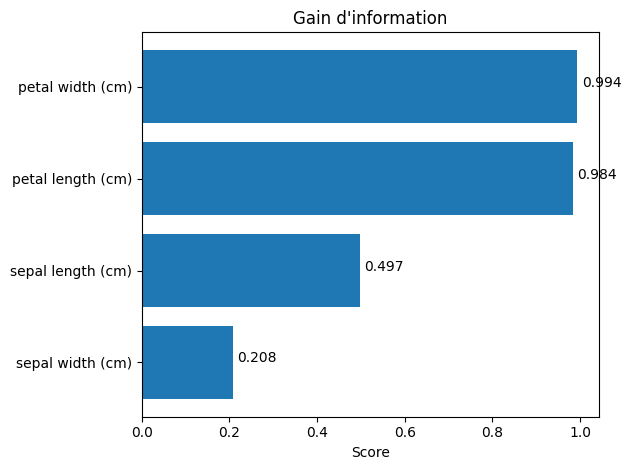 Gain d'information
petal width (cm)
0.994
petal length (cm)
0.984
sepal length (cm)
0.497
sepal width (cm)
0.208
0.0 0.2 0.4 0.6 0.8 1.0
Score